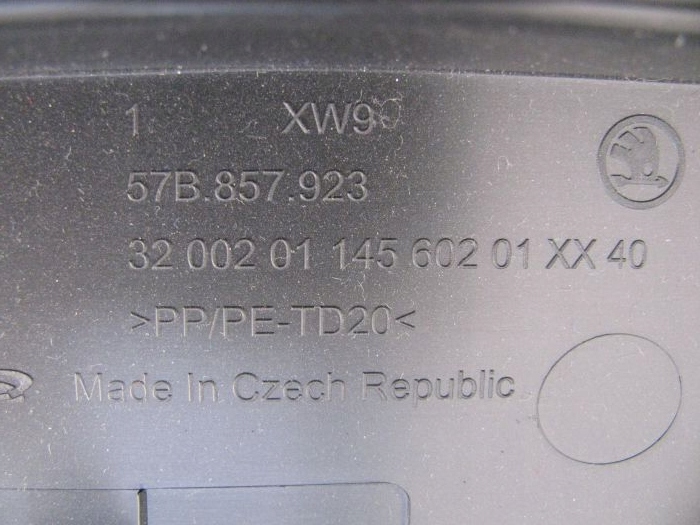 1 XW9
57B.857.923
32 002 01 145 602 01 XX 40
>PP/PE-TD20<
Made In Czech Republic